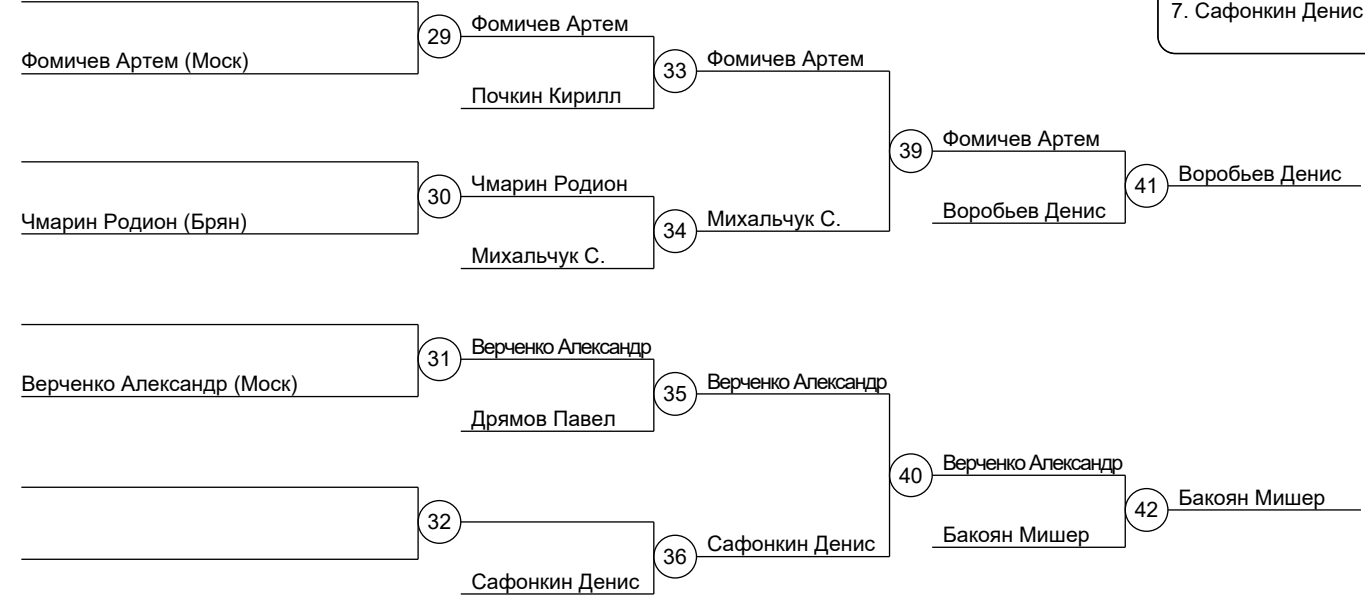 7. Сафонкин Денис
29
Фомичев Артем
Фомичев Артем (Моск)
33
Фомичев Артем
Почкин Кирилл
39
Фомичев Артем
30
Чмарин Родион
41
Воробьев Денис
Чмарин Родион (Брян)
34
Михальчук С.
Воробьев Денис
Михальчук С.
31
Верченко Александр
Верченко Александр (Моск)
35
Верченко Александр
Дрямов Павел
40
Верченко Александр
42
Бакоян Мишер
32
Бакоян Мишер
36
Сафонкин Денис
Сафонкин Денис